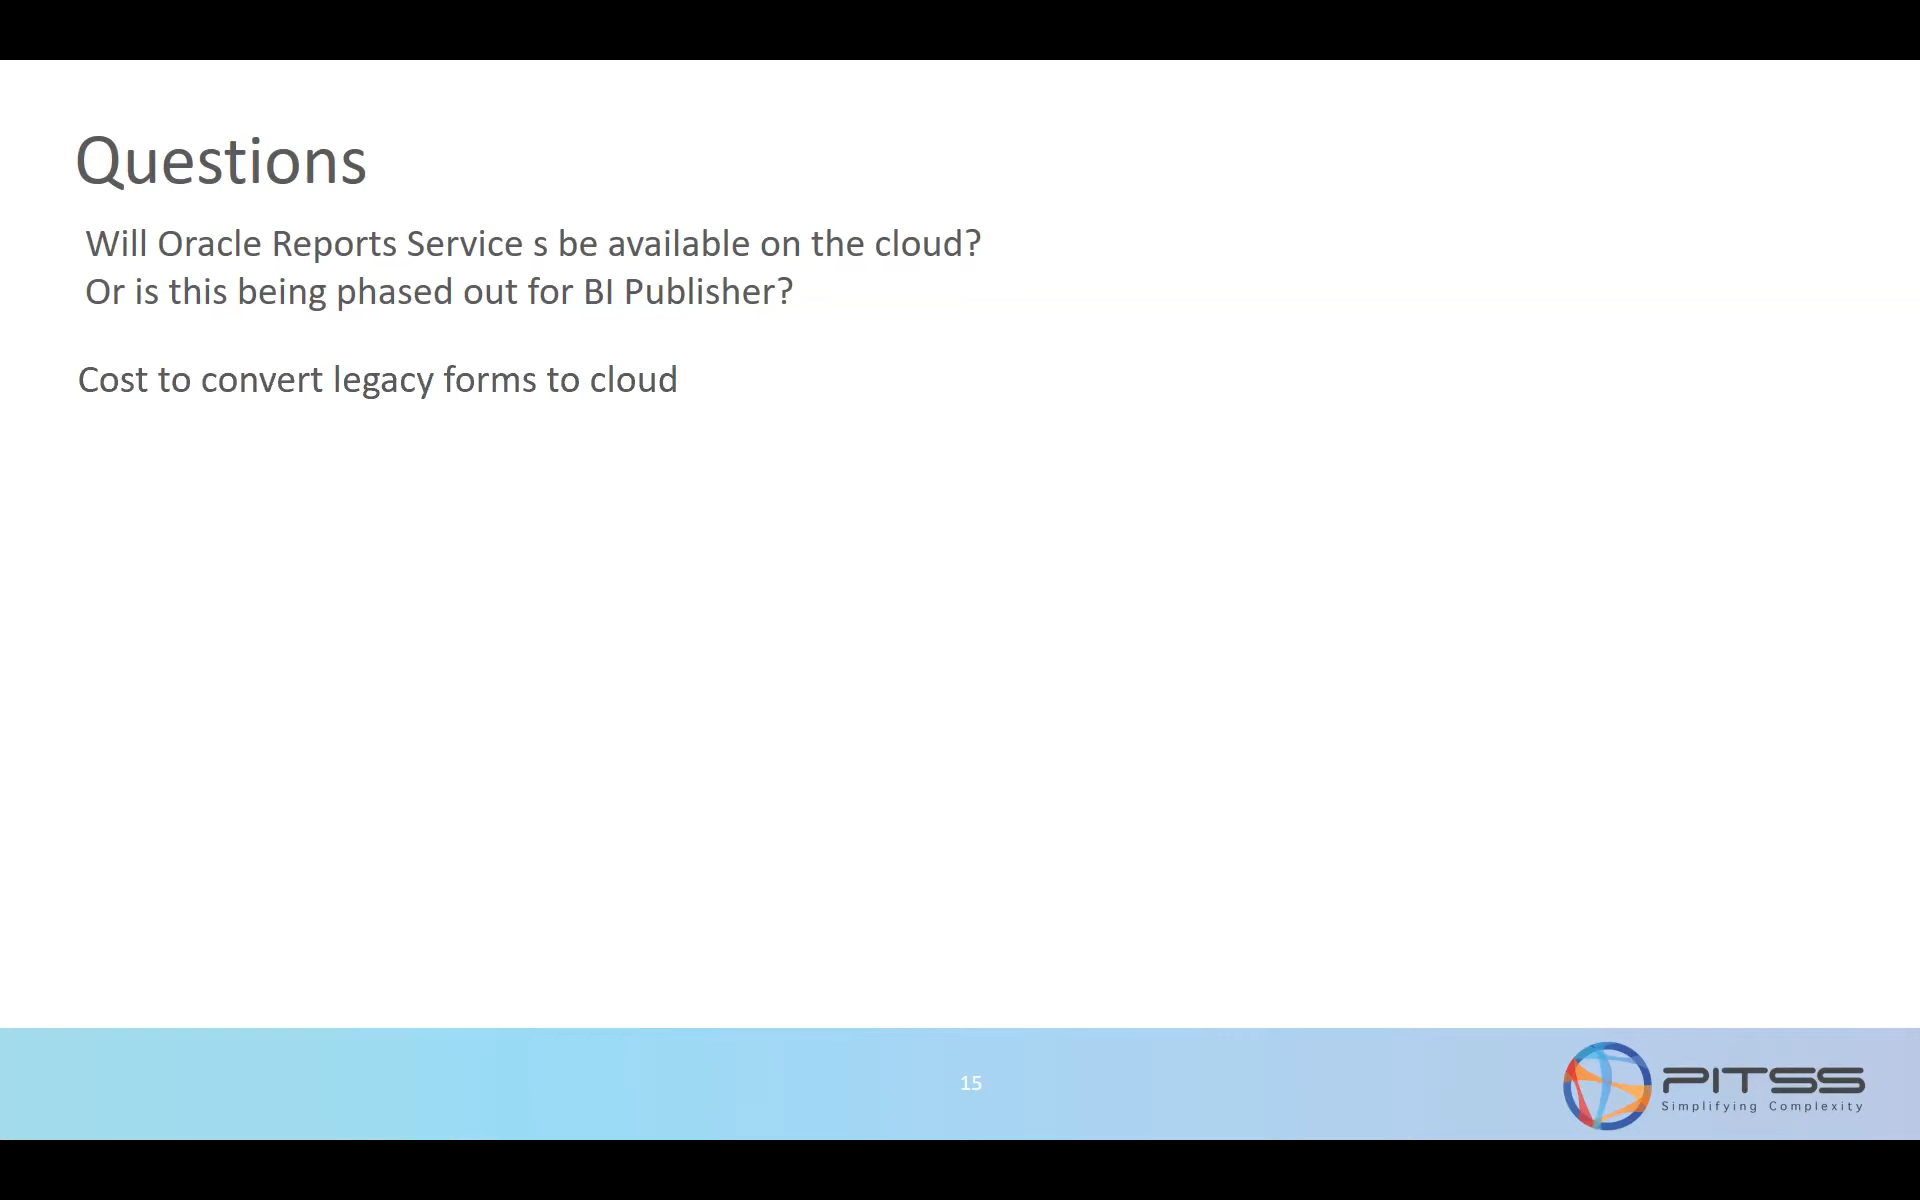 Questions
Will Oracle Reports Service s be available on the cloud?
Or is this being phased out for BI Publisher?
Cost to convert legacy forms to cloud
15
PITSS
Simplifying Complexity